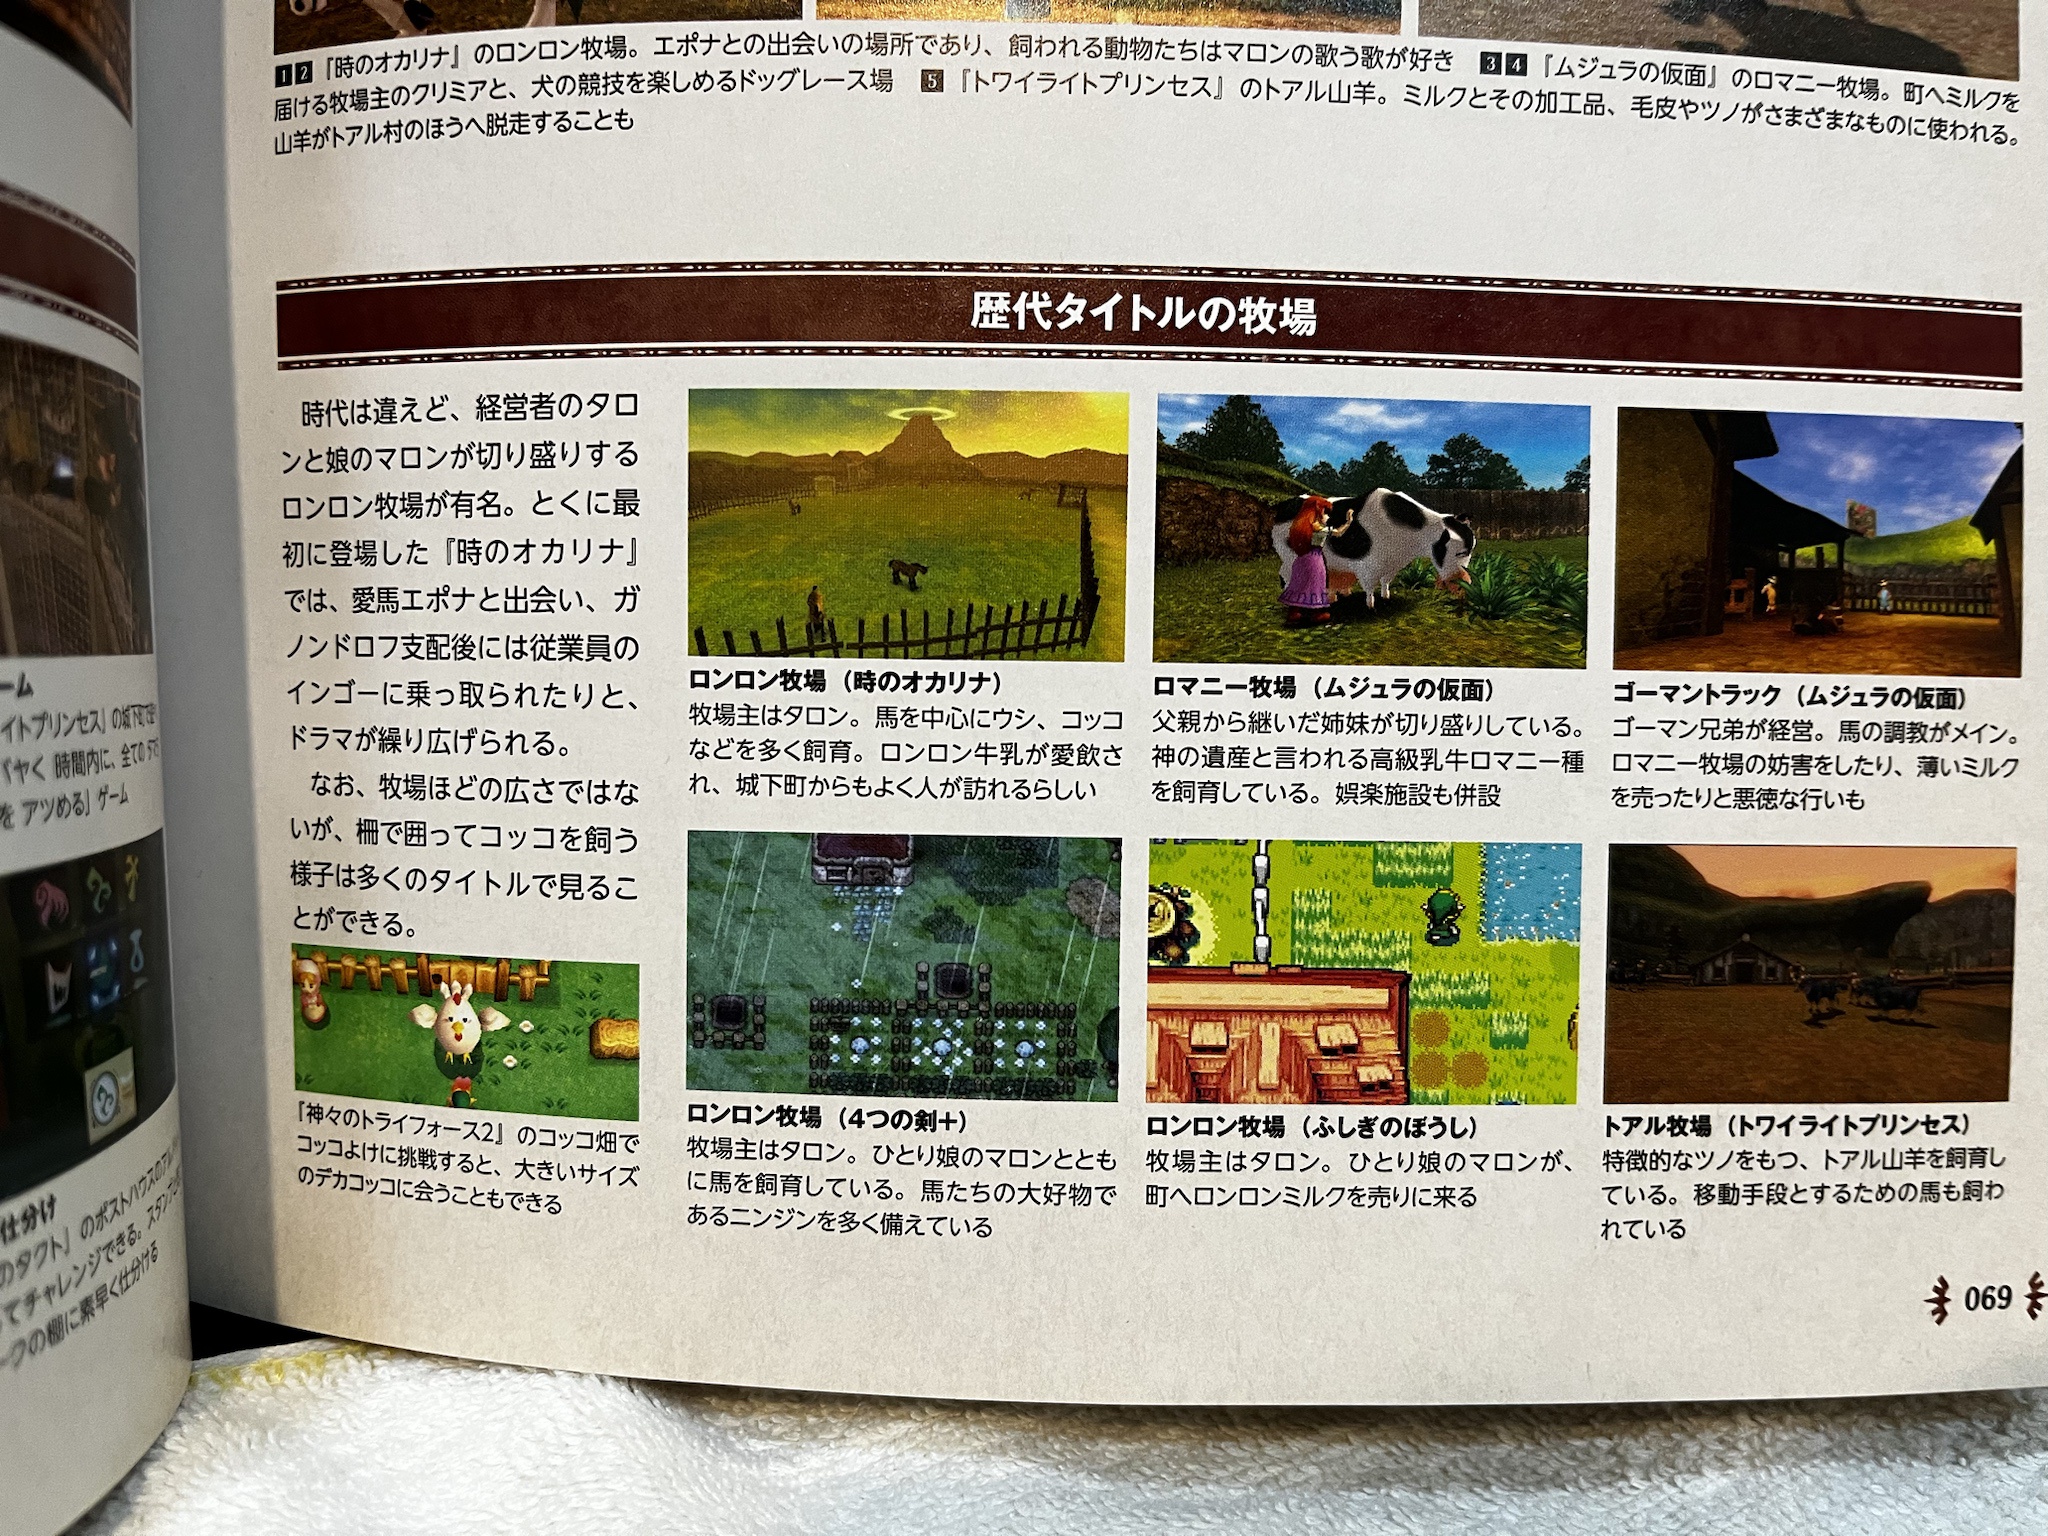 12『時のオカリナ』のロンロン牧場。エポナとの出会いの場所であり、飼われる動物たちはマロンの歌う歌が好き 34『ムジュラの仮面』のロマニー牧場。町へミルクを
届ける牧場主のクリミアと、犬の競技を楽しめるドッグレース場 5『トワイライトプリンセス』のトアル山羊。ミルクとその加工品、毛皮やツノがさまざまなものに使われる。
山羊がトアル村のほうへ脱走することも
歴代タイトルの牧場
時代は違えど、経営者のタロ
ンと娘のマロンが切り盛りする
ロンロン牧場が有名。とくに最
初に登場した『時のオカリナ』
では、愛馬エポナと出会い、ガ
ノンドロフ支配後には従業員の
インゴーに乗っ取られたりと、
ドラマが繰り広げられる。
なお、牧場ほどの広さではな
いが、柵で囲ってコッコを飼う
様子は多くのタイトルで見るこ
とができる。
『神々のトライフォース2』のコッコ畑で
コッコよけに挑戦すると、大きいサイズ
のデカコッコに会うこともできる
ロンロン牧場（時のオカリナ）
牧場主はタロン。馬を中心にウシ、コッコ
などを多く飼育。ロンロン牛乳が愛飲さ
れ、城下町からもよく人が訪れるらしい
ロマニー牧場（ムジュラの仮面）
父親から継いだ姉妹が切り盛りしている。
神の遺産と言われる高級乳牛ロマニー種
を飼育している。娯楽施設も併設
ゴーマントラック（ムジュラの仮面）
ゴーマン兄弟が経営。馬の調教がメイン。
ロマニー牧場の妨害をしたり、薄いミルク
を売ったりと悪徳な行いも
ロンロン牧場（4つの剣+）
牧場主はタロン。ひとり娘のマロンととも
に馬を飼育している。馬たちの大好物で
あるニンジンを多く備えている
ロンロン牧場（ふしぎのぼうし）
牧場主はタロン。ひとり娘のマロンが、
町へロンロンミルクを売りに来る
トアル牧場（トワイライトプリンセス）
特徴的なツノをもつ、トアル山羊を飼育し
ている。移動手段とするための馬も飼わ
れている
069
ーム
イトプリンセス』の城下町で
バヤく 時間内に、全ての
を アツめる」ゲーム
仕分け
のタクト』のポストハウスの
てチャレンジできる。
の棚に素早く仕分ける